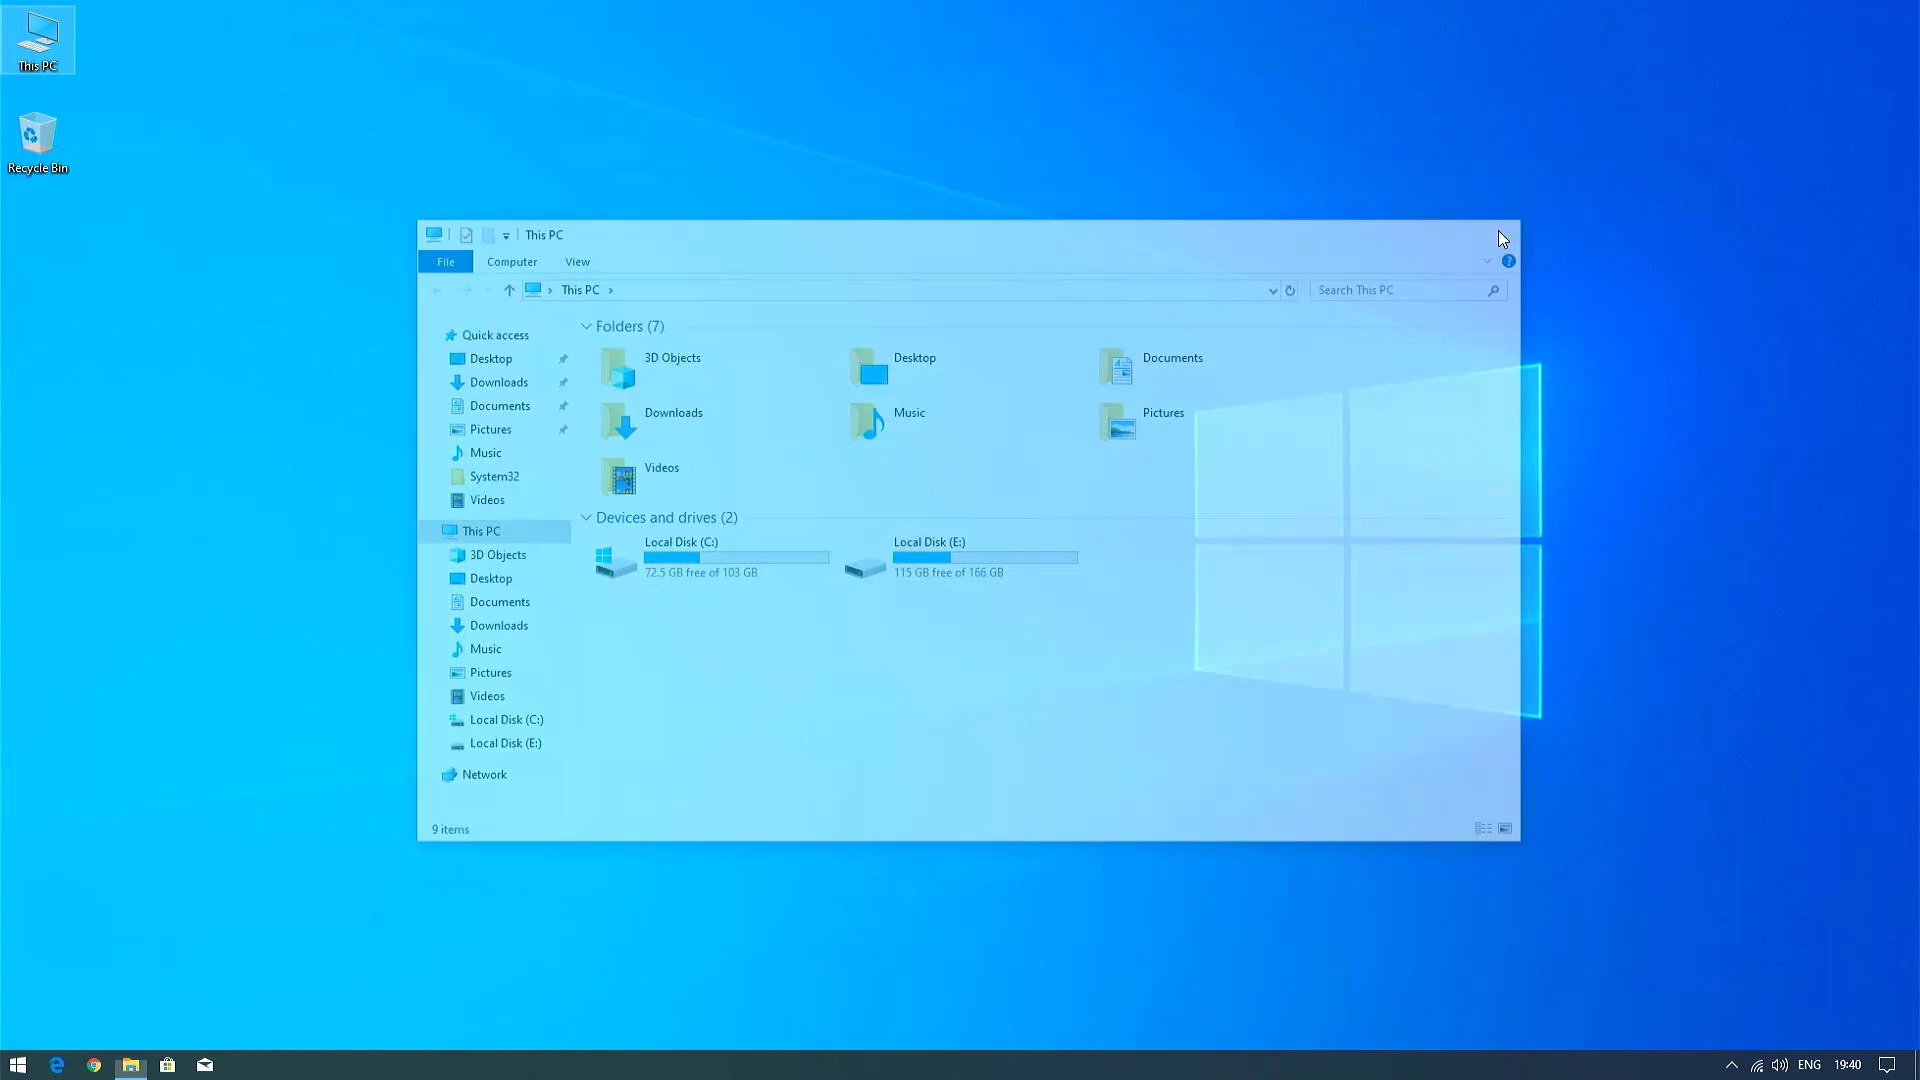 This PC
Recycle Bin
This PC
File
Computer
View
This PC
Search This PC
Quick access
Desktop
Downloads
Documents
Pictures
Music
System32
Videos
This PC
3D Objects
Desktop
Documents
Downloads
Music
Pictures
Videos
Local Disk (C:)
Local Disk (E:)
Network
Folders (7)
3D Objects
Desktop
Documents
Downloads
Music
Pictures
Videos
Devices and drives (2)
Local Disk (C:)
72.5 GB free of 103 GB
Local Disk (E:)
115 GB free of 166 GB
9 items
ENG
19:40